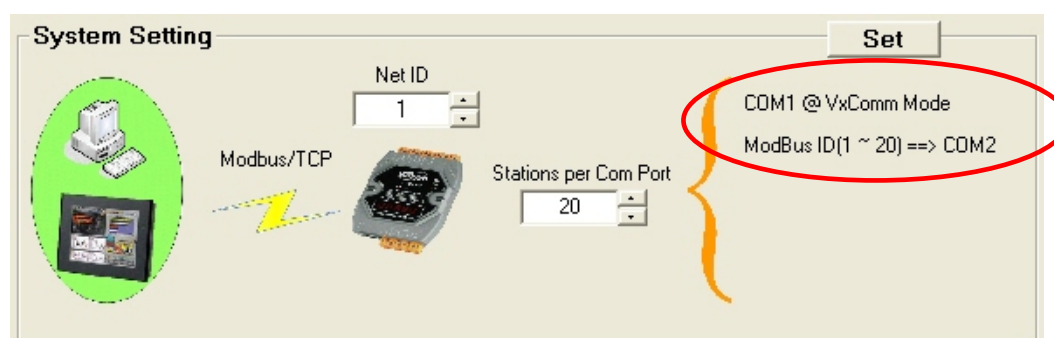 System Setting
Set
Net ID
1
Modbus/TCP
Stations per Com Port
20
COM1 @ VxComm Mode
ModBus ID(1 ~ 20) ==> COM2